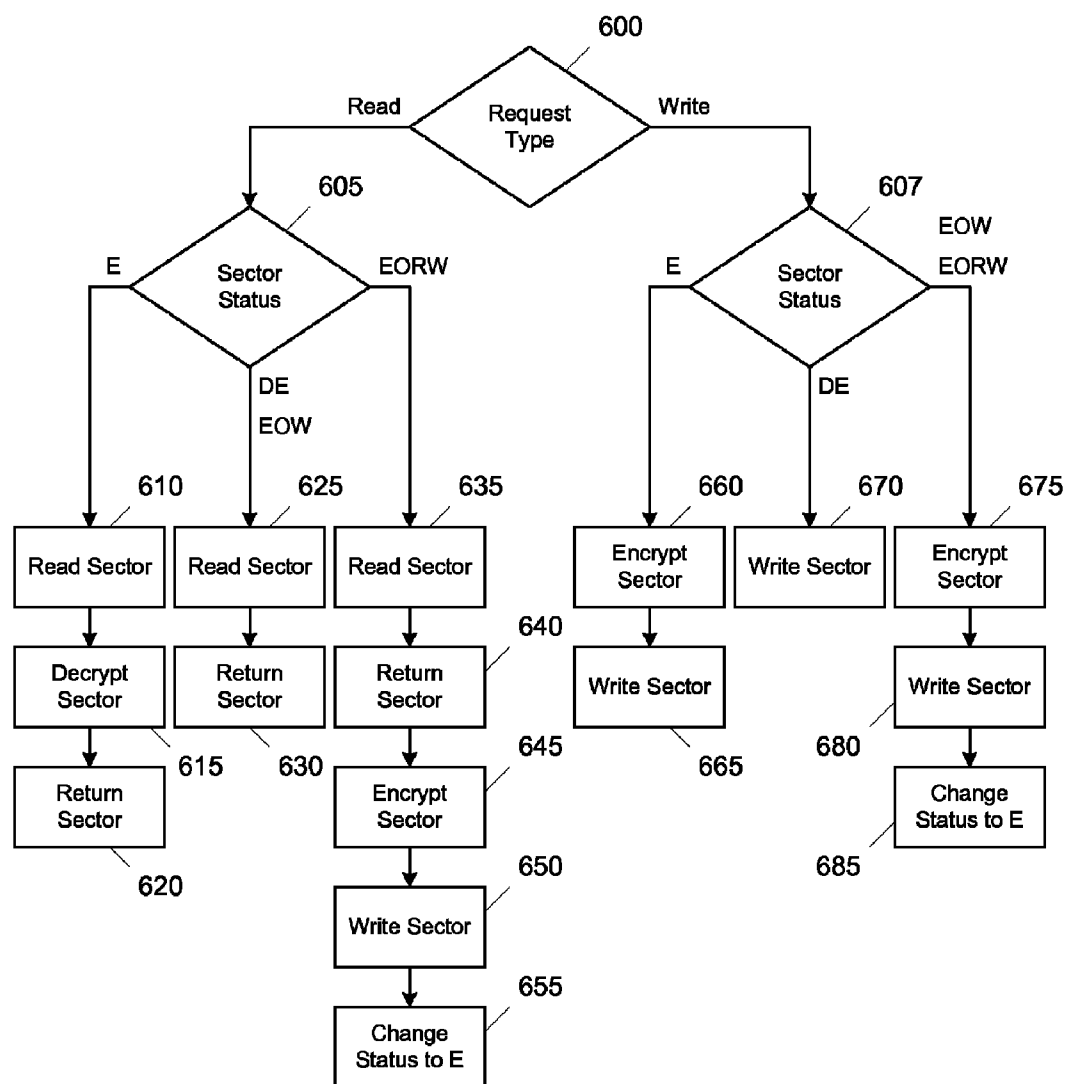 600
Read
Request
Type
Write
605
607
E
Sector
Status
EORW
E
Sector
Status
EOW
EORW
DE
EOW
DE
610
625
635
660
670
675
Read Sector
Read Sector
Read Sector
Encrypt
Sector
Write Sector
Encrypt
Sector
640
Decrypt
Sector
Return
Sector
Return
Sector
Write Sector
Write Sector
615
630
645
665
680
Return
Sector
Encrypt
Sector
Change
Status to E
620
650
685
Write Sector
655
Change
Status to E